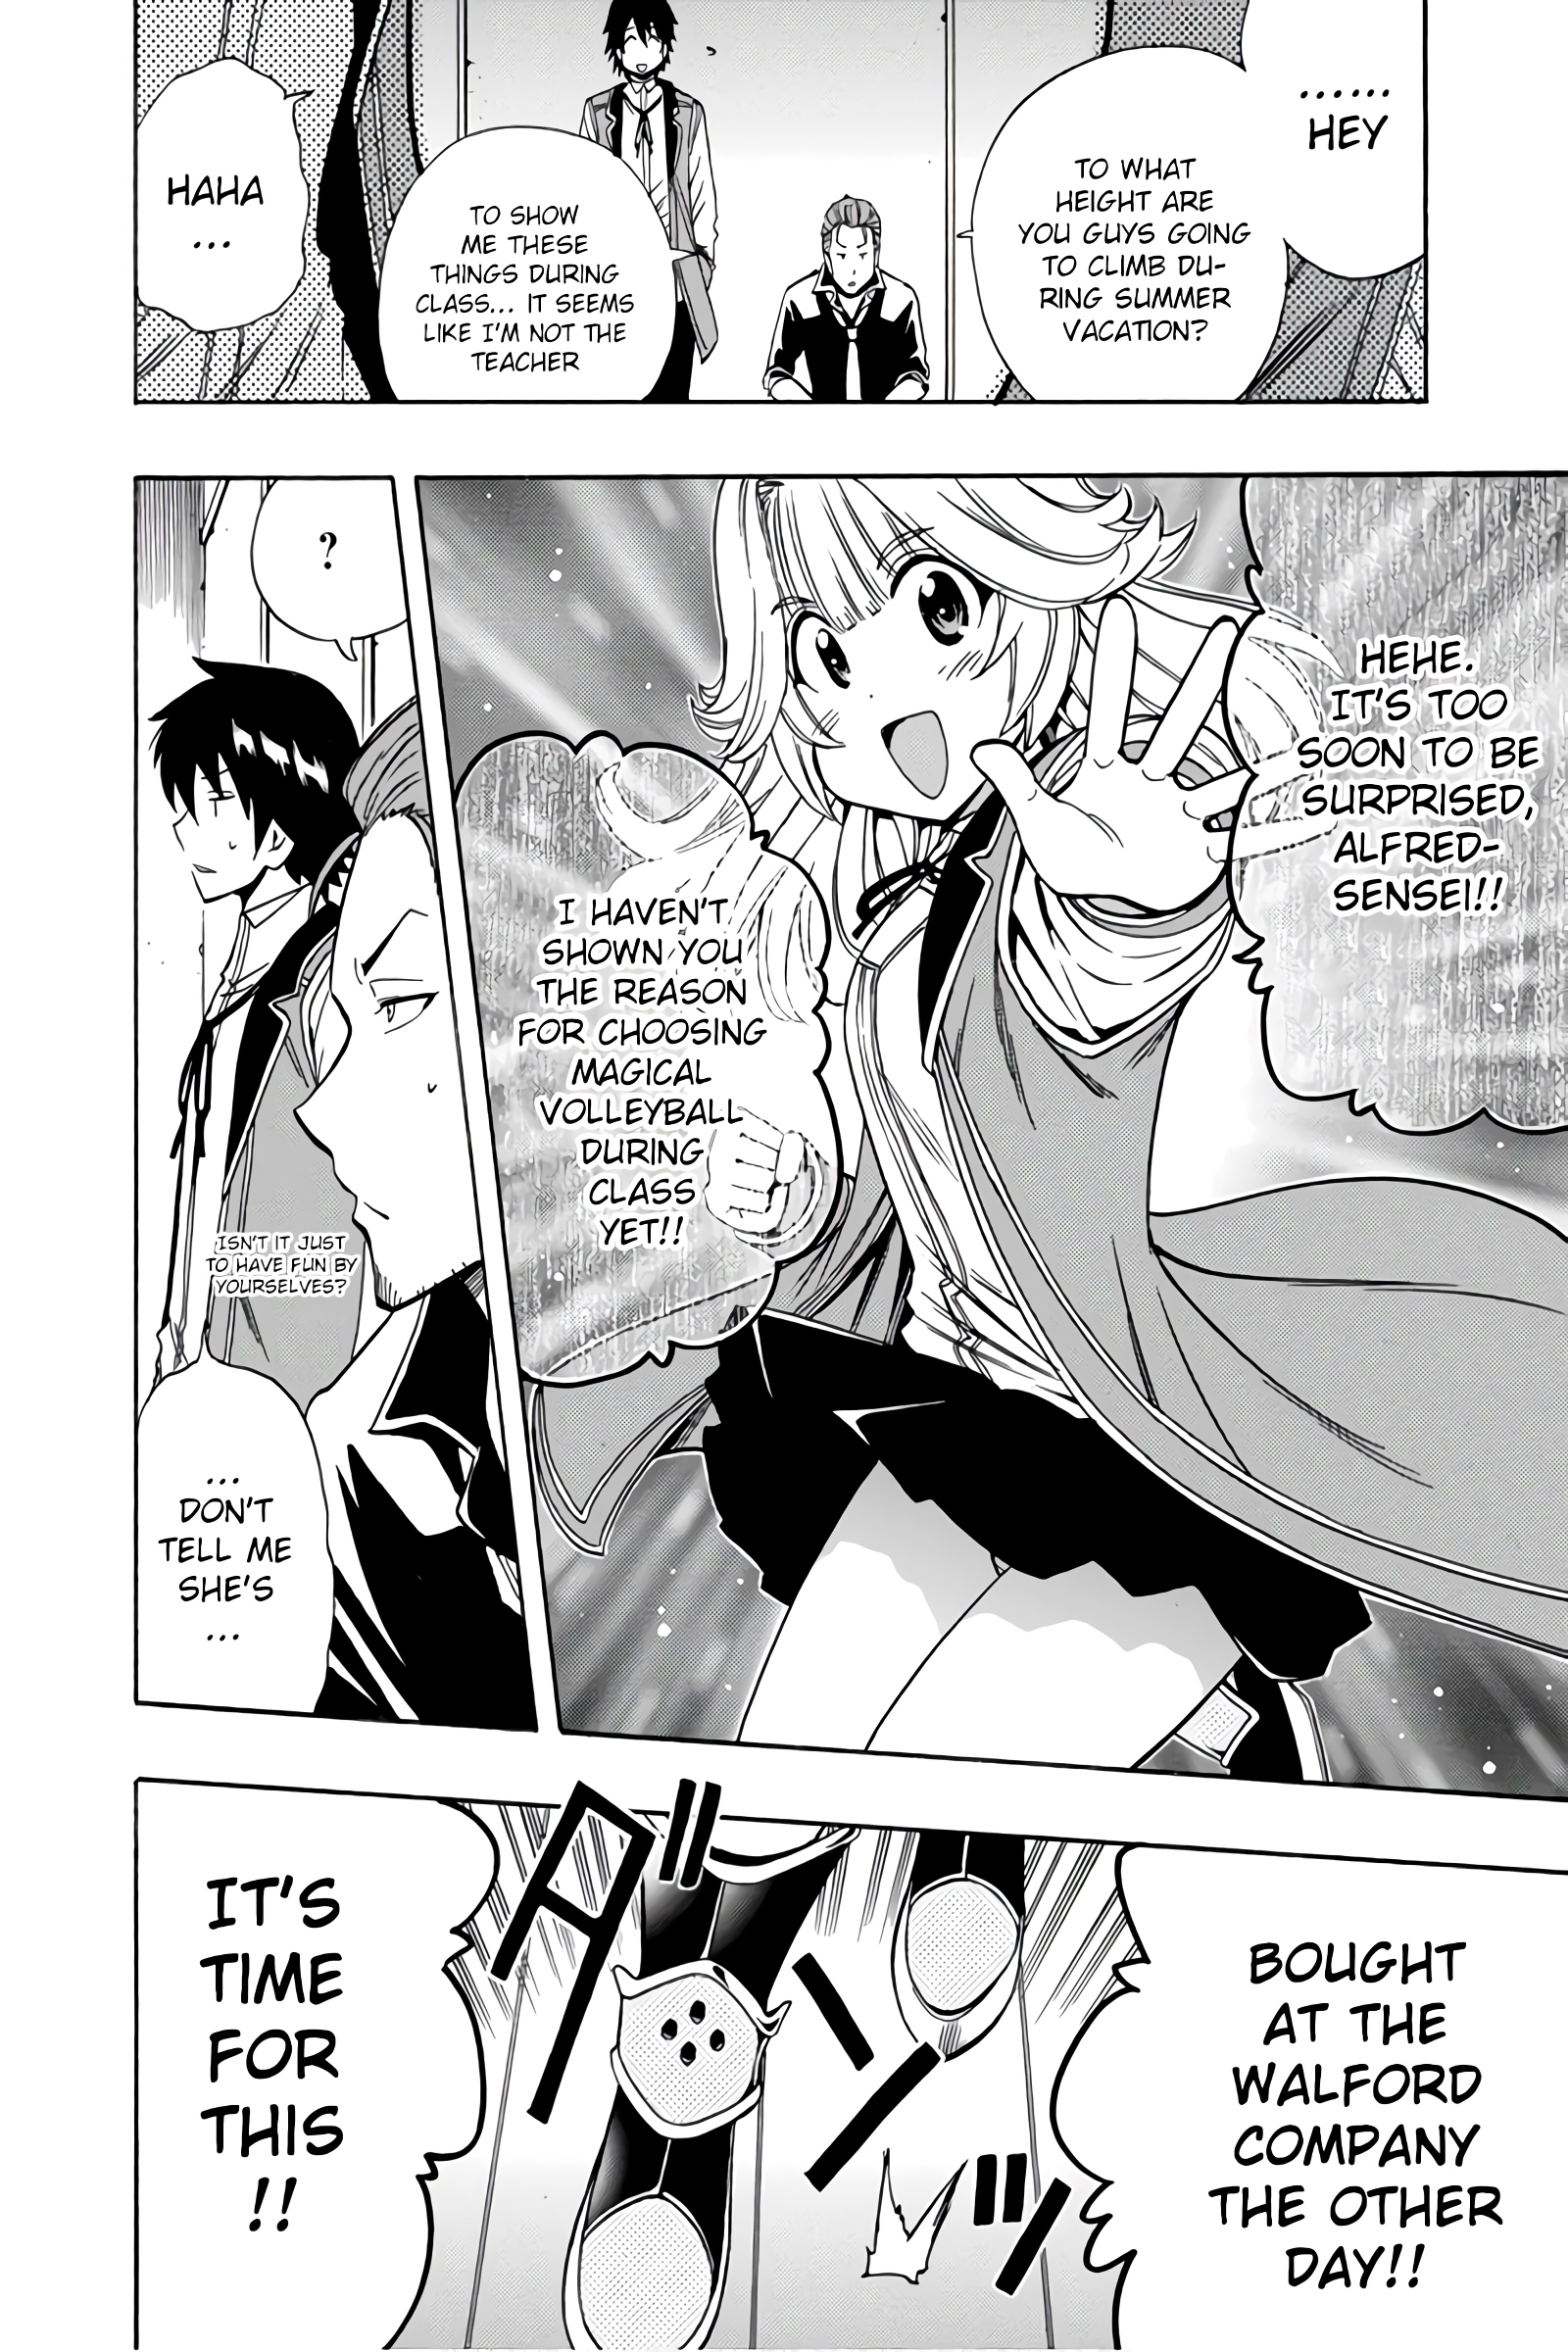 ......
HEY
TO WHAT
HEIGHT ARE
YOU GUYS GOING
TO CLIMB DU-
RING SUMMER
VACATION?
TO SHOW
ME THESE
THINGS DURING
CLASS... IT SEEMS
LIKE I'M NOT THE
TEACHER
HAHA
...
HEHE.
IT'S TOO
SOON TO BE
SURPRISED,
ALFRED-
SENSEI!!
I HAVEN'T
SHOWN YOU
THE REASON
FOR CHOOSING
MAGICAL
VOLLEYBALL
DURING
CLASS
YET!!
?
ISN'T IT JUST
TO HAVE FUN BY
YOURSELVES?
...
DON'T
TELL ME
SHE'S
...
BOUGHT
AT THE
WALFORD
COMPANY
THE OTHER
DAY!!
ダンッ
IT'S
TIME
FOR
THIS
!!